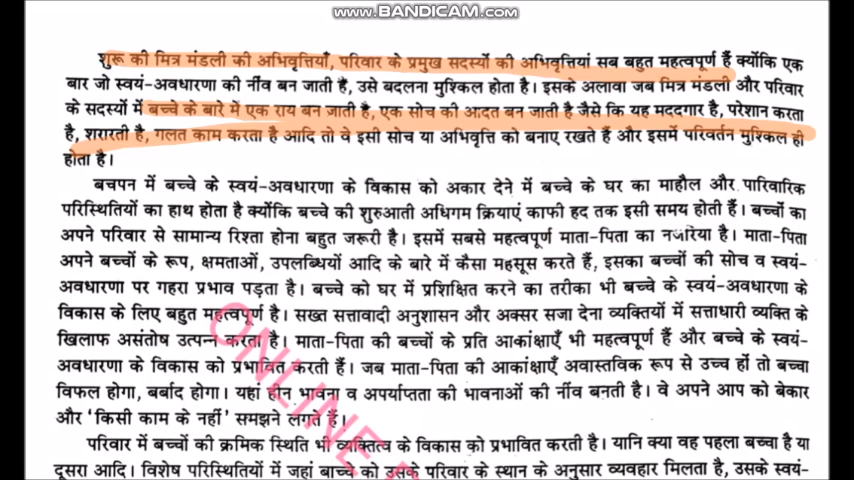 www.BANDICAM.com
शुरू की मित्र मंडली की अभिवृत्तियाँ, परिवार के प्रमुख सदस्यों की अभिवृत्तियां सब बहुत महत्वपूर्ण हैं क्योंकि एक
बार जो स्वयं-अवधारणा की नींव बन जाती है, उसे बदलना मुश्किल होता है। इसके अलावा जब मित्र मंडली और परिवार
के सदस्यों में बच्चे के बारे में एक राय बन जाती है, एक सोच की आदत बन जाती है जैसे कि यह मददगार है, परेशान करता
है, शरारती है, गलत काम करता है आदि तो वे इसी सोच या अभिवृत्ति को बनाए रखते हैं और इसमें परिवर्तन मुश्किल ही
होता है।
बचपन में बच्चे के स्वयं-अवधारणा के विकास को अकार देने में बच्चे के घर का माहौल और पारिवारिक
परिस्थितियों का हाथ होता है क्योंकि बच्चे की शुरुआती अधिगम क्रियाएं काफी हद तक इसी समय होती हैं। बच्चों का
अपने परिवार से सामान्य रिश्ता होना बहुत जरूरी है। इसमें सबसे महत्वपूर्ण माता-पिता का नजरिया है। माता-पिता
अपने बच्चों के रूप, क्षमताओं, उपलब्धियों आदि के बारे में कैसा महसूस करते हैं, इसका बच्चों की सोच व स्वयं-
अवधारणा पर गहरा प्रभाव पड़ता है। बच्चे को घर में प्रशिक्षित करने का तरीका भी बच्चे के स्वयं-अवधारणा के
विकास के लिए बहुत महत्वपूर्ण है। सख्त सत्तावादी अनुशासन और अक्सर सजा देना व्यक्तियों में सत्ताधारी व्यक्ति के
खिलाफ असंतोष उत्पन्न करता है। माता-पिता की बच्चों के प्रति आकांक्षाएँ भी महत्वपूर्ण हैं और बच्चे के स्वयं-
अवधारणा के विकास को प्रभावित करती हैं। जब माता-पिता की आकांक्षाएँ अवास्तविक रूप से उच्च हों तो बच्चा
विफल होगा, बर्बाद होगा। यहां हीन भावना व अपर्याप्तता की भावनाओं की नींव बनती है। वे अपने आप को बेकार
और 'किसी काम के नहीं' समझने लगते हैं।
परिवार में बच्चों की क्रमिक स्थिति भी व्यक्तित्व के विकास को प्रभावित करती है। यानि क्या वह पहला बच्चा है या
दूसरा आदि। विशेष परिस्थितियों में जहां बाच्चे को उसके परिवार के स्थान के अनुसार व्यवहार मिलता है, उसके स्वयं-
ONLINE